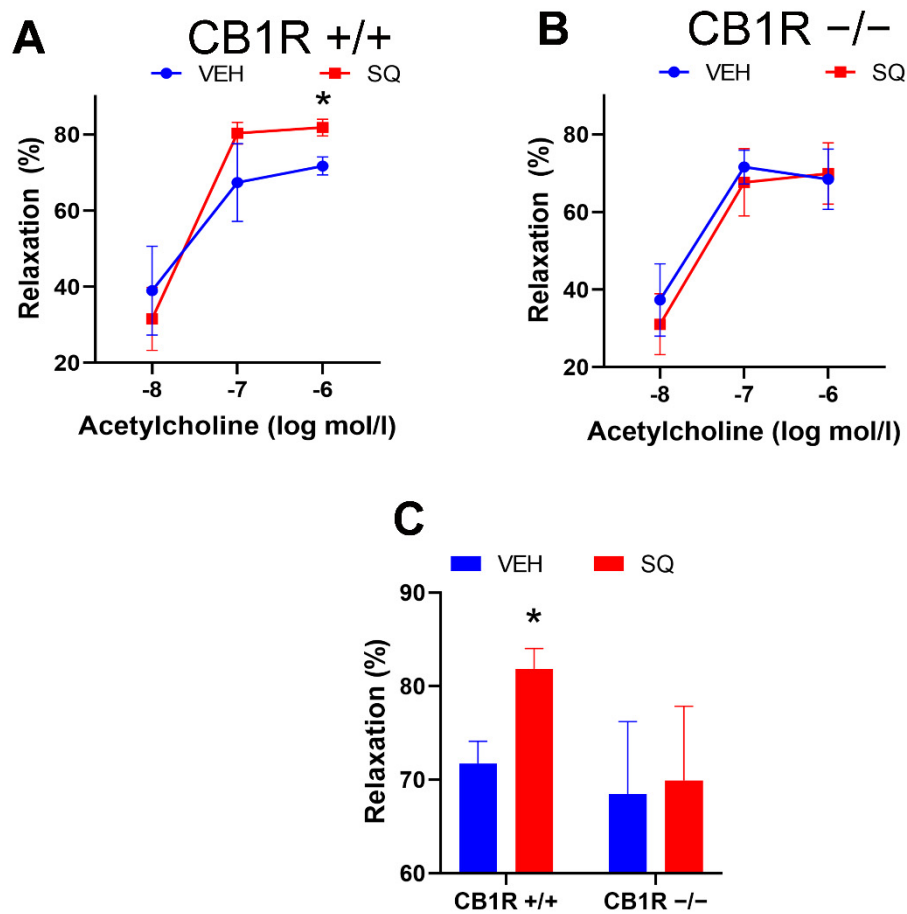 A
CB1R +/+
VEH
SQ
*
Relaxation (%)
80
60
40
20
-8
-7
-6
Acetylcholine (log mol/l)
B
CB1R −/−
VEH
SQ
Relaxation (%)
80
60
40
20
-8
-7
-6
Acetylcholine (log mol/l)
C
VEH
SQ
*
Relaxation (%)
90
80
70
60
CB1R +/+
CB1R −/−